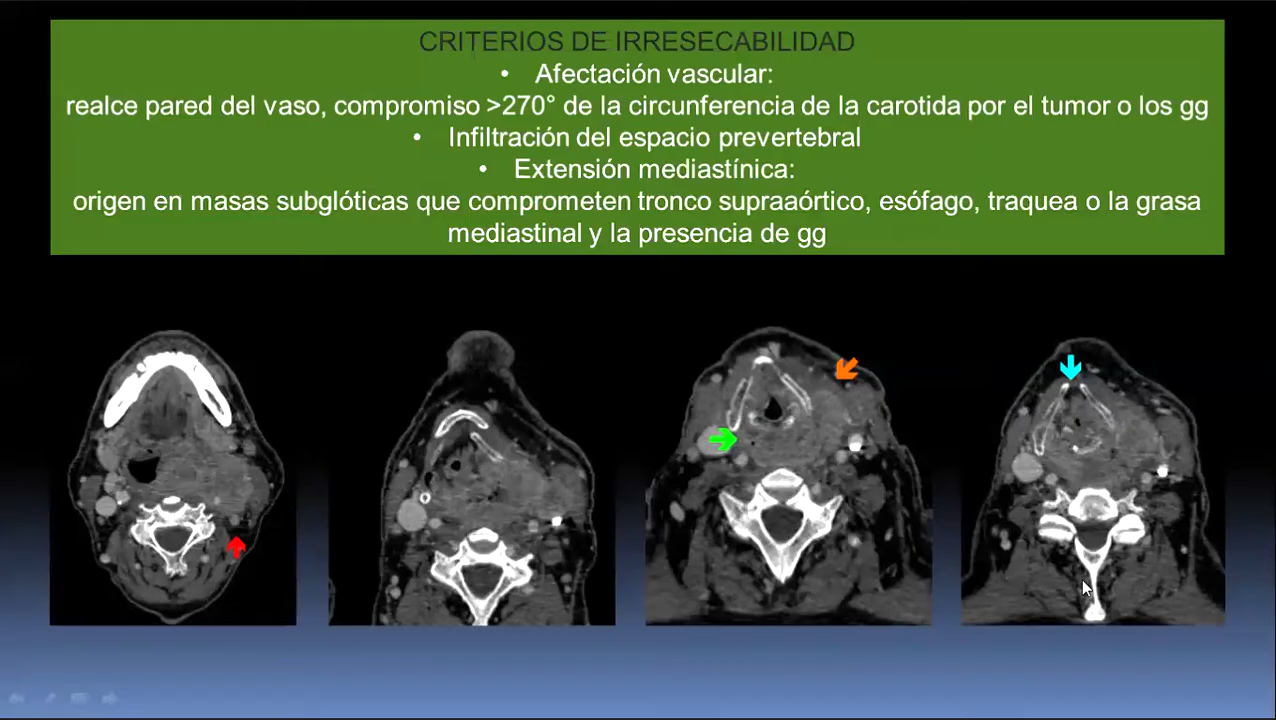 CRITERIOS DE IRRESECABILIDAD
• Afectación vascular:
realce pared del vaso, compromiso >270° de la circunferencia de la carotida por el tumor o los gg
• Infiltración del espacio prevertebral
• Extensión mediastínica:
origen en masas subglóticas que comprometen tronco supraaórtico, esófago, traquea o la grasa
mediastinal y la presencia de gg